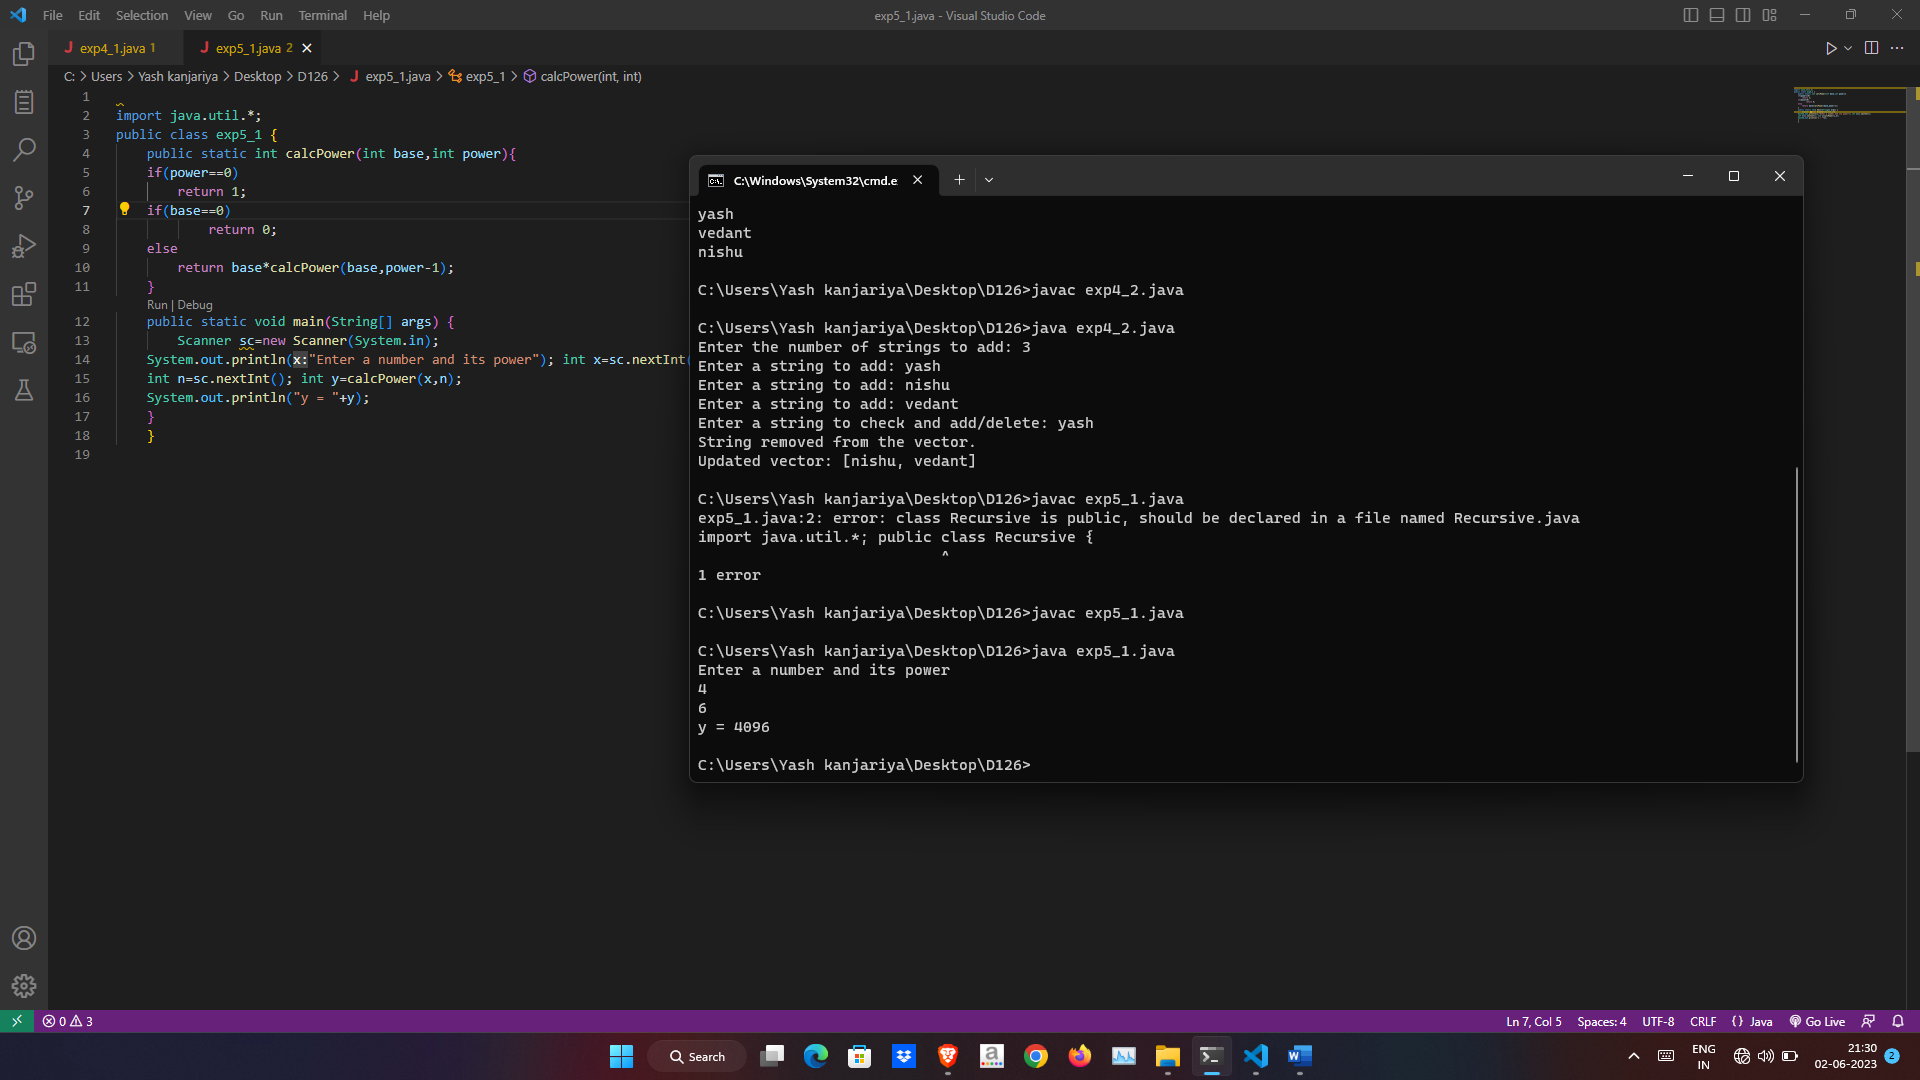 File Edit Selection View Go Run Terminal Help
exp5_1.java - Visual Studio Code
exp4_1.java 1
exp5_1.java 2
C: > Users > Yash kanjariya > Desktop > D126 > exp5_1.java > exp5_1 > calcPower(int, int)
1
2 import java.util.*;
3 public class exp5_1 {
4 public static int calcPower(int base,int power){
5 if(power==0)
6 return 1;
7 if(base==0)
8 return 0;
9 else
10 return base*calcPower(base,power-1);
11 }
Run | Debug
12 public static void main(String[] args) {
13 Scanner sc=new Scanner(System.in);
14 System.out.println(x:"Enter a number and its power"); int x=sc.nextInt(
15 int n=sc.nextInt(); int y=calcPower(x,n);
16 System.out.println("y = "+y);
17 }
18 }
19
C:\Windows\System32\cmd.e
yash
vedant
nishu
C:\Users\Yash kanjariya\Desktop\D126>javac exp4_2.java
C:\Users\Yash kanjariya\Desktop\D126>java exp4_2.java
Enter the number of strings to add: 3
Enter a string to add: yash
Enter a string to add: nishu
Enter a string to add: vedant
Enter a string to check and add/delete: yash
String removed from the vector.
Updated vector: [nishu, vedant]
C:\Users\Yash kanjariya\Desktop\D126>javac exp5_1.java
exp5_1.java:2: error: class Recursive is public, should be declared in a file named Recursive.java
import java.util.*; public class Recursive {
^
1 error
C:\Users\Yash kanjariya\Desktop\D126>javac exp5_1.java
C:\Users\Yash kanjariya\Desktop\D126>java exp5_1.java
Enter a number and its power
4
6
y = 4096
C:\Users\Yash kanjariya\Desktop\D126>
0 3
Ln 7, Col 5 Spaces: 4 UTF-8 CRLF {} Java Go Live
Search
ENG
IN
21:30
02-06-2023
2